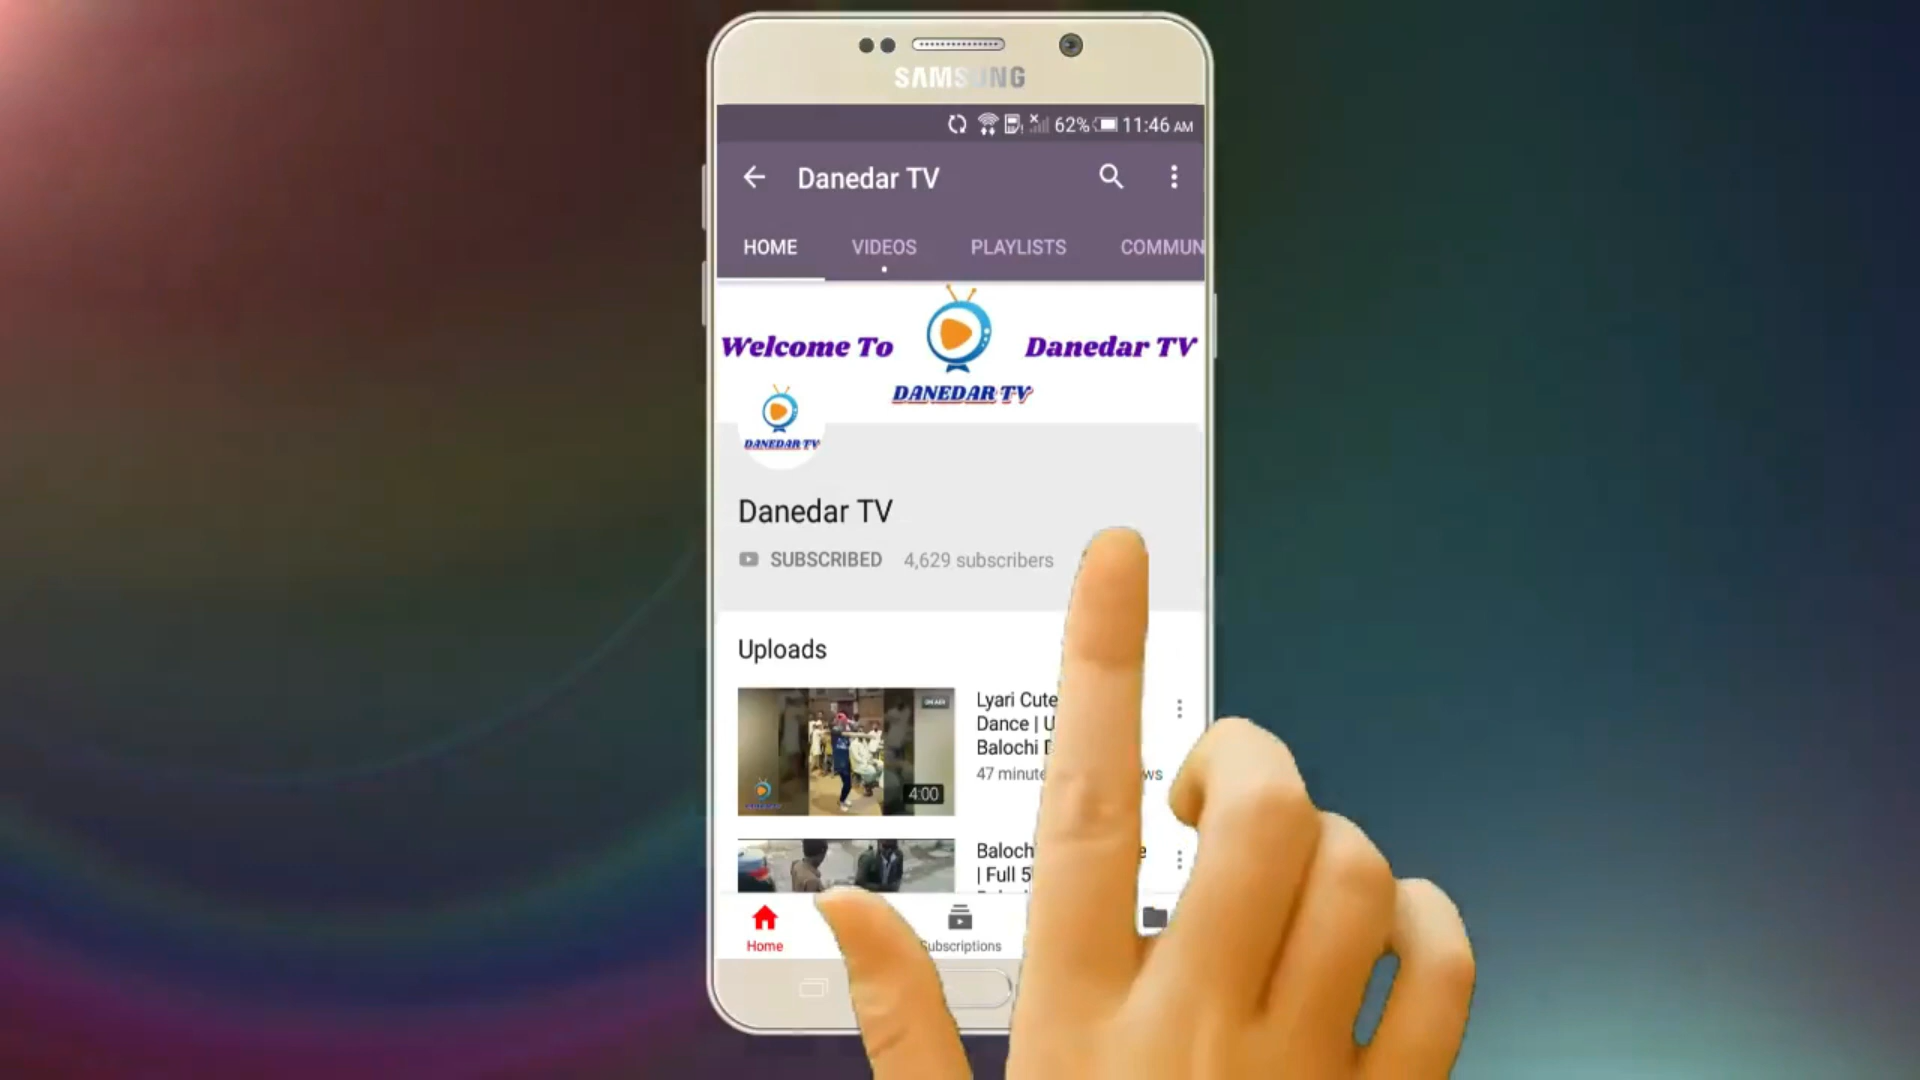 SAMSUNG
62% 11:46 AM
Danedar TV
HOME VIDEOS PLAYLISTS COMMUN
Welcome To Danedar TV
DANEDAR TV
DANEDAR TV
Danedar TV
SUBSCRIBED 4,629 subscribers
Uploads
Lyari Cute
Dance | U
Balochi
47 minute ws
4:00
Baloch e
| Full 5
Home Subscriptions